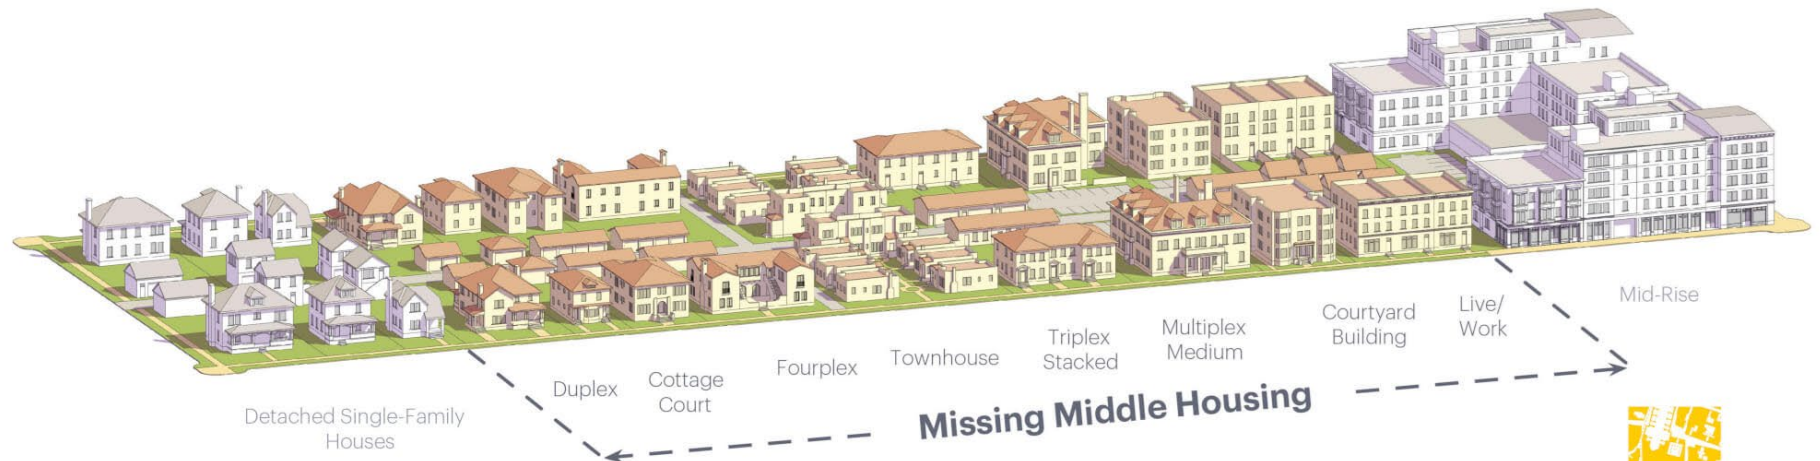 Detached Single-Family
Houses
Duplex
Cottage
Court
Fourplex
Townhouse
Triplex
Stacked
Multiplex
Medium
Courtyard
Building
Live/
Work
Mid-Rise
Missing Middle Housing